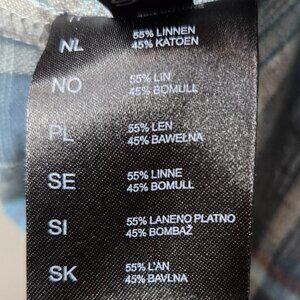 NL
55% LINNEN
45% KATOEN
NO
55% LIN
45% BOMULL
PL
55% LEN
45% BAWEŁNA
SE
55% LINNE
45% BOMULL
SI
55% LANENO PLATNO
45% BOMBAŽ
SK
55% ĽAN
45% BAVLNA